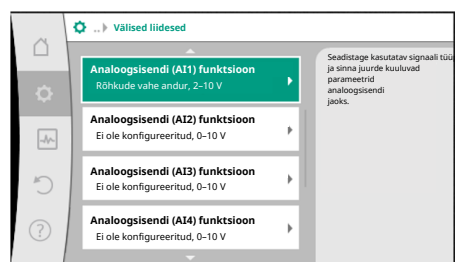 ..› Välised liidesed
Analoogsisendi (AI1) funktsioon
Rõhkude vahe andur, 2–10 V
Analoogsisendi (AI2) funktsioon
Ei ole konfigureeritud, 0–10 V
Analoogsisendi (AI3) funktsioon
Ei ole konfigureeritud, 0–10 V
Analoogsisendi (AI4) funktsioon
Ei ole konfigureeritud, 0–10 V
Seadistage kasutatav signaali tüü
ja sinna juurde kuuluvad
parameetrid
analoogsisendi
jaoks.
?